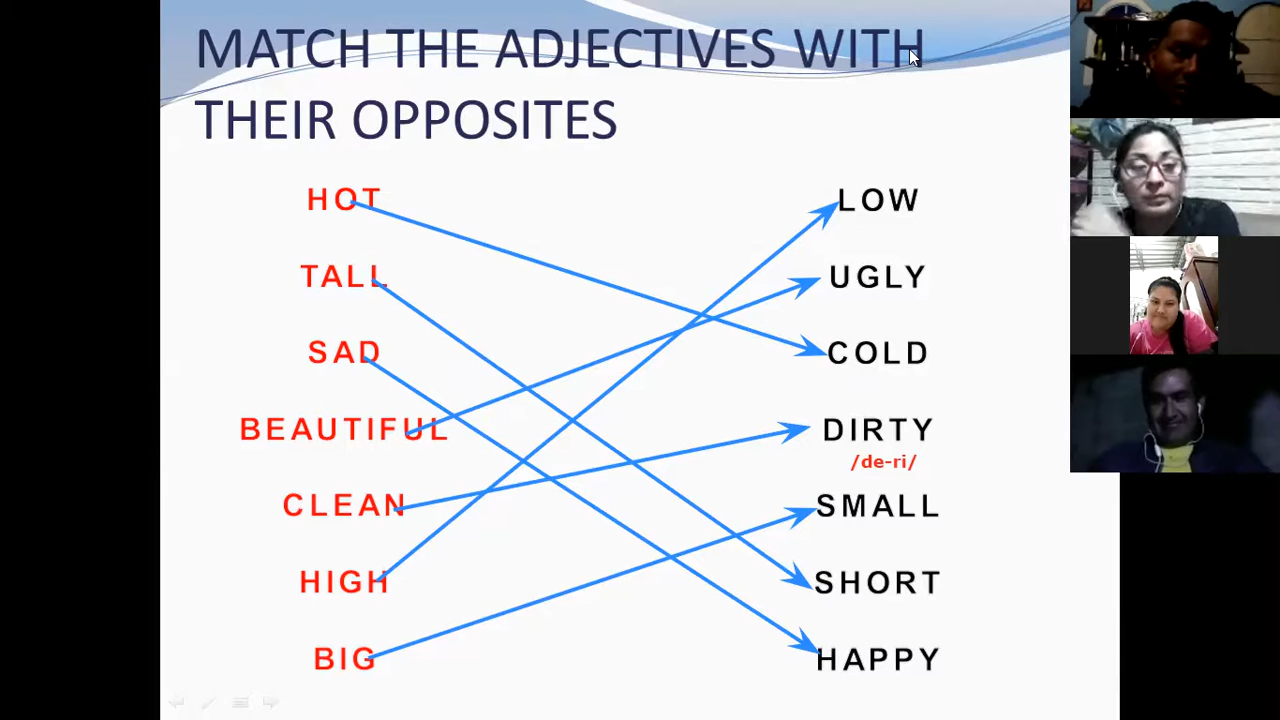 MATCH THE ADJECTIVES WITH
THEIR OPPOSITES
HOT LOW
TALL UGLY
SAD COLD
BEAUTIFUL DIRTY
/de-ri/
CLEAN SMALL
HIGH SHORT
BIG HAPPY